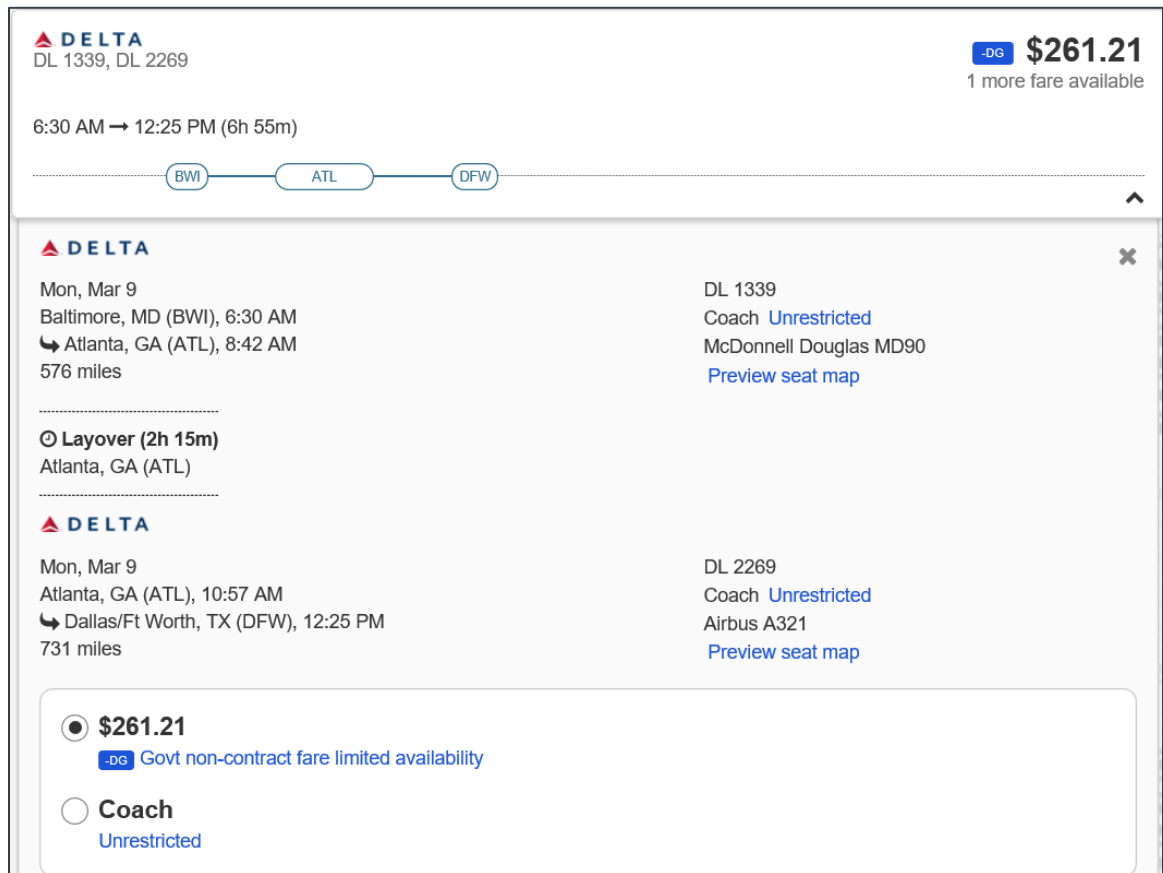 DELTA
DL 1339, DL 2269
-DG $261.21
1 more fare available
6:30 AM → 12:25 PM (6h 55m)
BWI ATL DFW
DELTA
Mon, Mar 9
Baltimore, MD (BWI), 6:30 AM
Atlanta, GA (ATL), 8:42 AM
576 miles
DL 1339
Coach Unrestricted
McDonnell Douglas MD90
Preview seat map
Layover (2h 15m)
Atlanta, GA (ATL)
DELTA
Mon, Mar 9
Atlanta, GA (ATL), 10:57 AM
Dallas/Ft Worth, TX (DFW), 12:25 PM
731 miles
DL 2269
Coach Unrestricted
Airbus A321
Preview seat map
$261.21
-DG Govt non-contract fare limited availability
Coach
Unrestricted